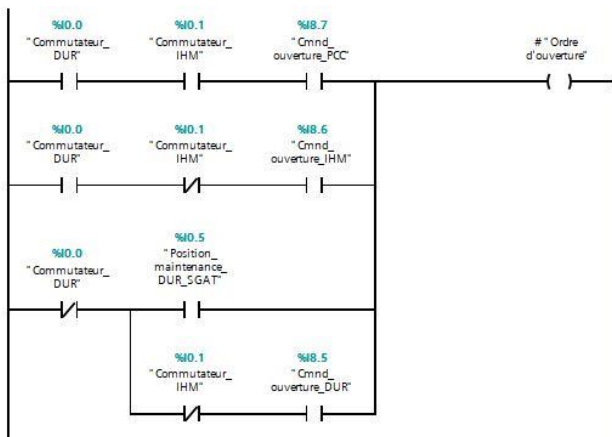 %I0.0 %I0.1 %I8.7
"Commutateur_ "Commutateur_ "Cmnd_ # "Ordre
DUR" IHM" ouverture_PCC" d'ouverture"
%I0.0 %I0.1 %I8.6
"Commutateur_ "Commutateur_ "Cmnd_
DUR" IHM" ouverture_IHM"
%I0.5
%I0.0 "Position_
"Commutateur_ maintenance_
DUR" DUR_SGAT"
%I0.1 %I8.5
"Commutateur_ "Cmnd_
IHM" ouverture_DUR"